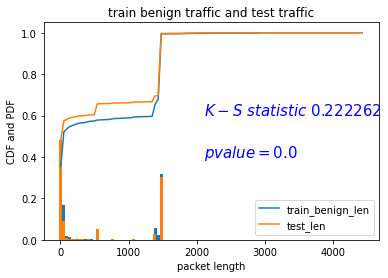 train benign traffic and test traffic
CDF and PDF
1.0
0.8
0.6
0.4
0.2
0.0
K − S statistic 0.222262
pvalue = 0.0
train_benign_len
test_len
0 1000 2000 3000 4000
packet length